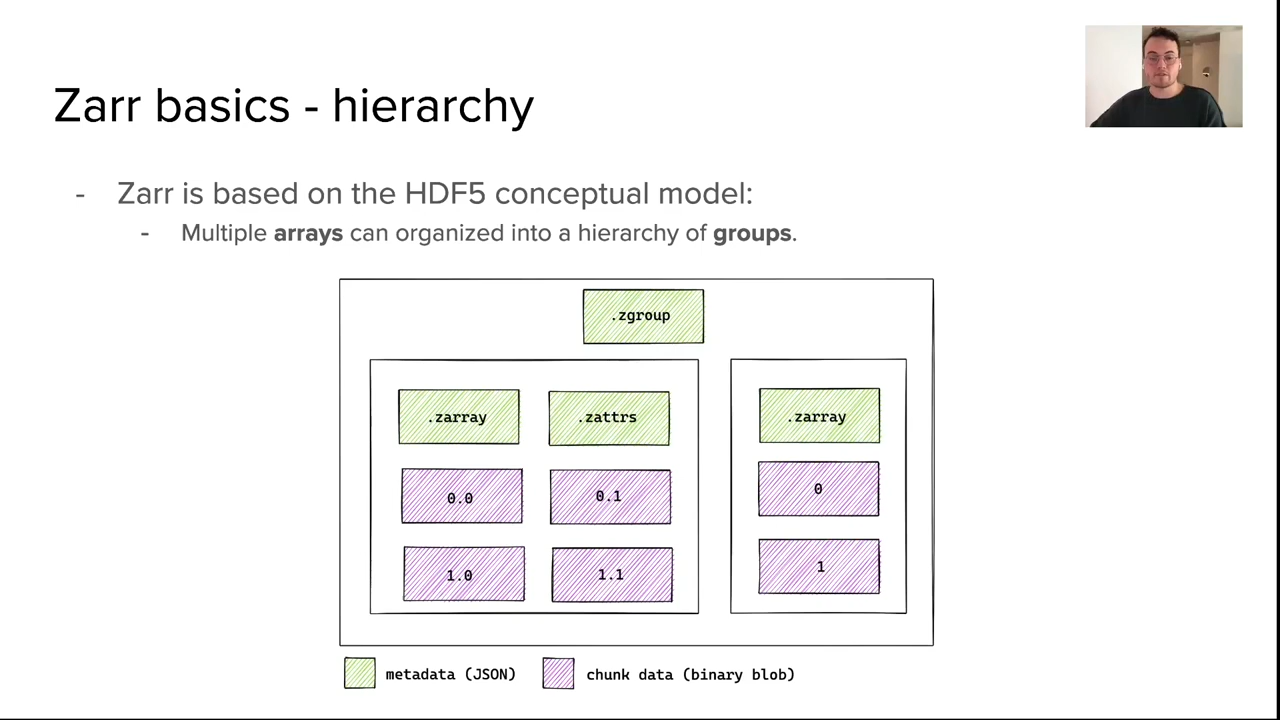 Zarr basics - hierarchy
- Zarr is based on the HDF5 conceptual model:
- Multiple arrays can organized into a hierarchy of groups.
.zgroup
.zarray
.zattrs
0.0
0.1
1.0
1.1
.zarray
0
1
metadata (JSON)
chunk data (binary blob)